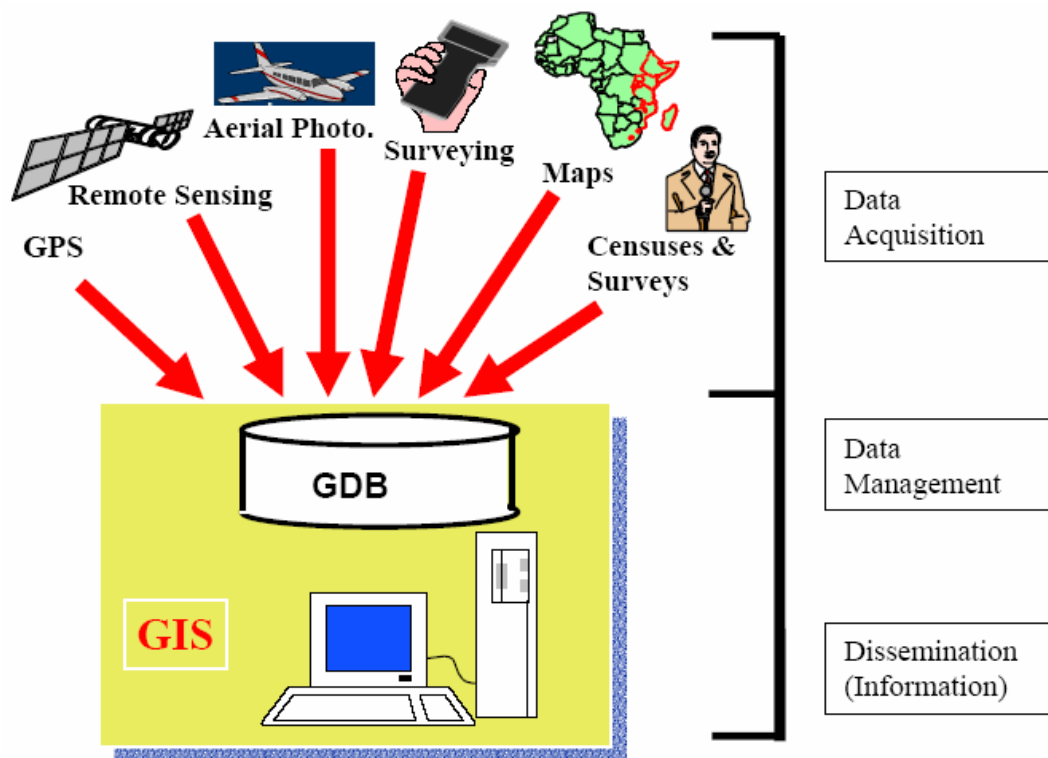 Aerial Photo.
Surveying
Maps
Remote Sensing
GPS
Censuses &
Surveys
Data
Acquisition
GDB
Data
Management
GIS
Dissemination
(Information)